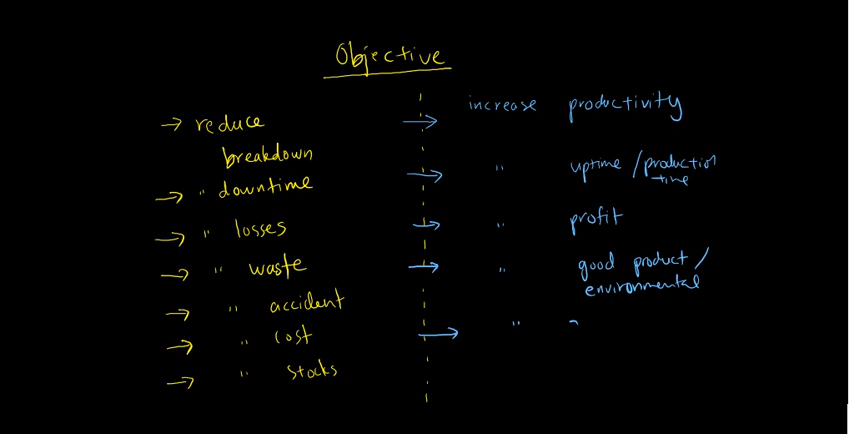 Objective
→ reduce → increase productivity
breakdown
→ " downtime → " uptime / production
time
→ " losses → " profit
→ " waste → " good product /
environmental
→ " accident
→ " cost → "
→ " stocks